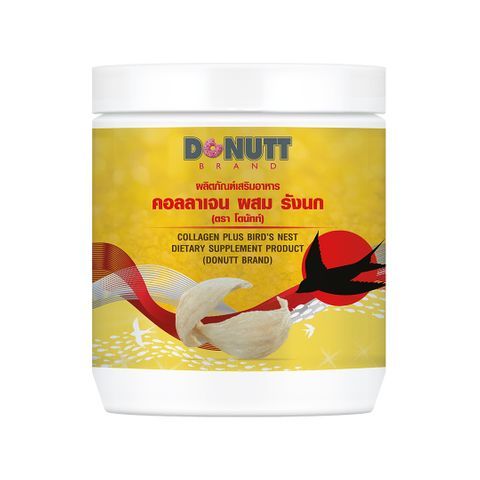 DONUTT
BRAND
ผลิตภัณฑ์เสริมอาหาร
คอลลาเจน ผสม รังนก
(ตรา โดนัทท์)
COLLAGEN PLUS BIRD'S NEST
DIETARY SUPPLEMENT PRODUCT
(DONUTT BRAND)